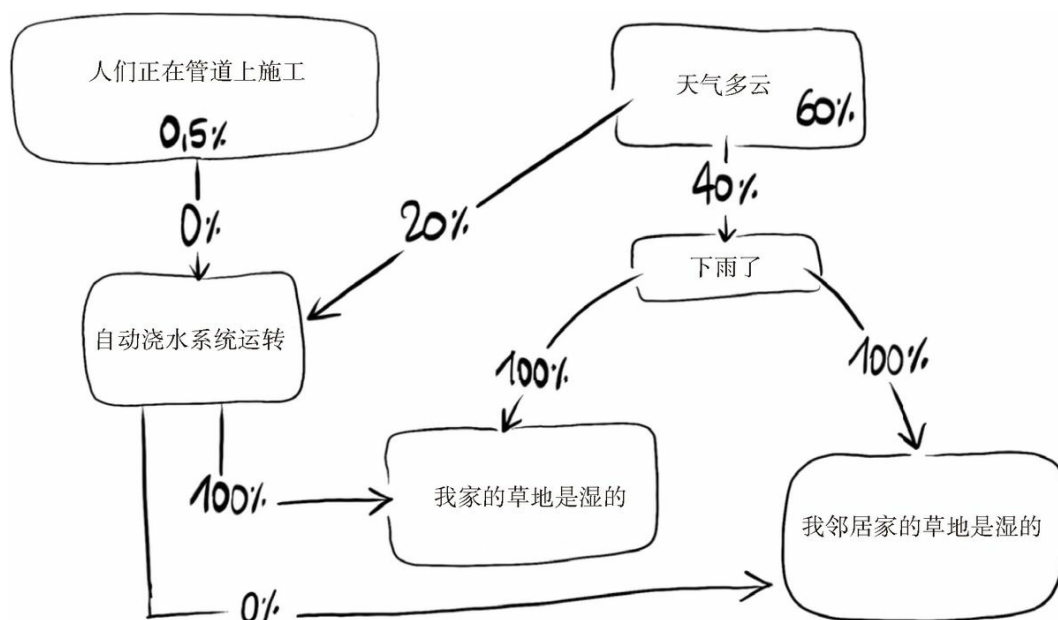 人们正在管道上施工
0,5%
天气多云
60%
0%
20%
40%
下雨了
自动浇水系统运转
100%
100%
100%
我家的草地是湿的
我邻居家的草地是湿的
0%